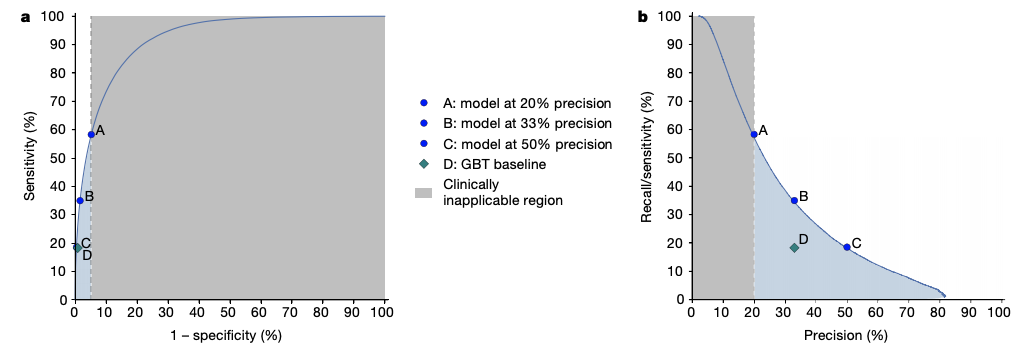 a
100
90
80
70
60
50
40
30
20
10
0
Sensitivity (%)
A
B
C
D
0 10 20 30 40 50 60 70 80 90 100
1 – specificity (%)
A: model at 20% precision
B: model at 33% precision
C: model at 50% precision
D: GBT baseline
Clinically
inapplicable region
b
100
90
80
70
60
50
40
30
20
10
0
Recall/sensitivity (%)
A
B
D
C
0 10 20 30 40 50 60 70 80 90 100
Precision (%)